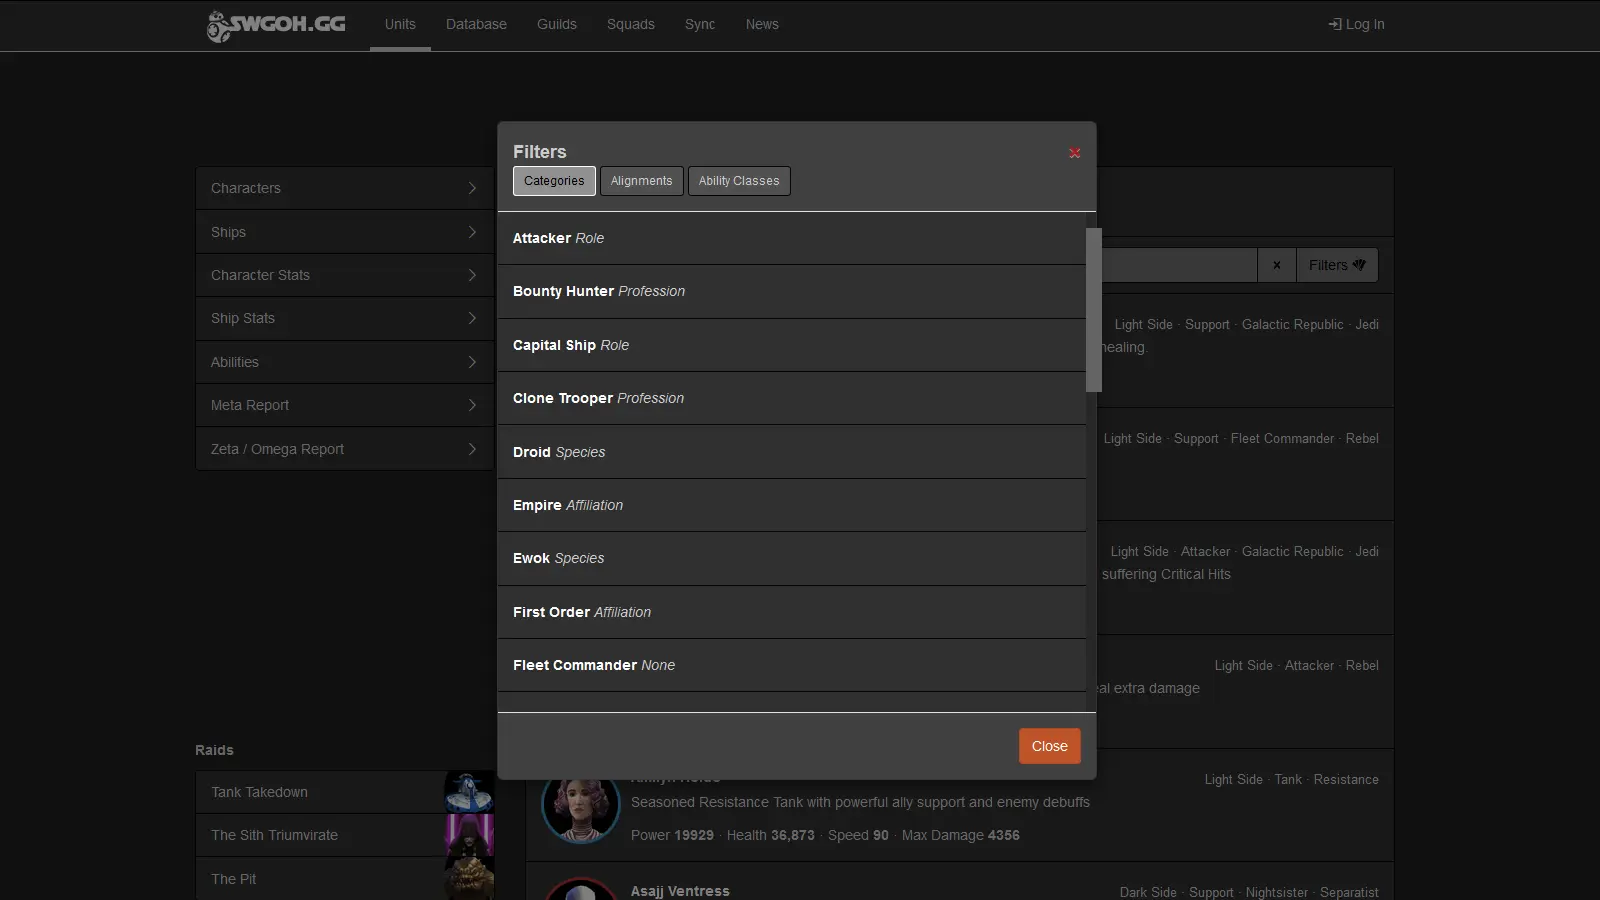 SWGOH.GG Units Database Guilds Squads Sync News Log In
Filters
Categories Alignments Ability Classes
Attacker Role
Bounty Hunter Profession
Capital Ship Role
Clone Trooper Profession
Droid Species
Empire Affiliation
Ewok Species
First Order Affiliation
Fleet Commander None
Close
Characters
Ships
Character Stats
Ship Stats
Abilities
Meta Report
Zeta / Omega Report
Raids
Tank Takedown
The Sith Triumvirate
The Pit
Filters
Light Side · Support · Galactic Republic · Jedi
healing.
Light Side · Support · Fleet Commander · Rebel
Light Side · Attacker · Galactic Republic · Jedi
suffering Critical Hits
Light Side · Attacker · Rebel
extra damage
Light Side · Tank · Resistance
Seasoned Resistance Tank with powerful ally support and enemy debuffs
Power 19929 · Health 36,873 · Speed 90 · Max Damage 4356
Asajj Ventress
Dark Side · Support · Nightsister · Separatist